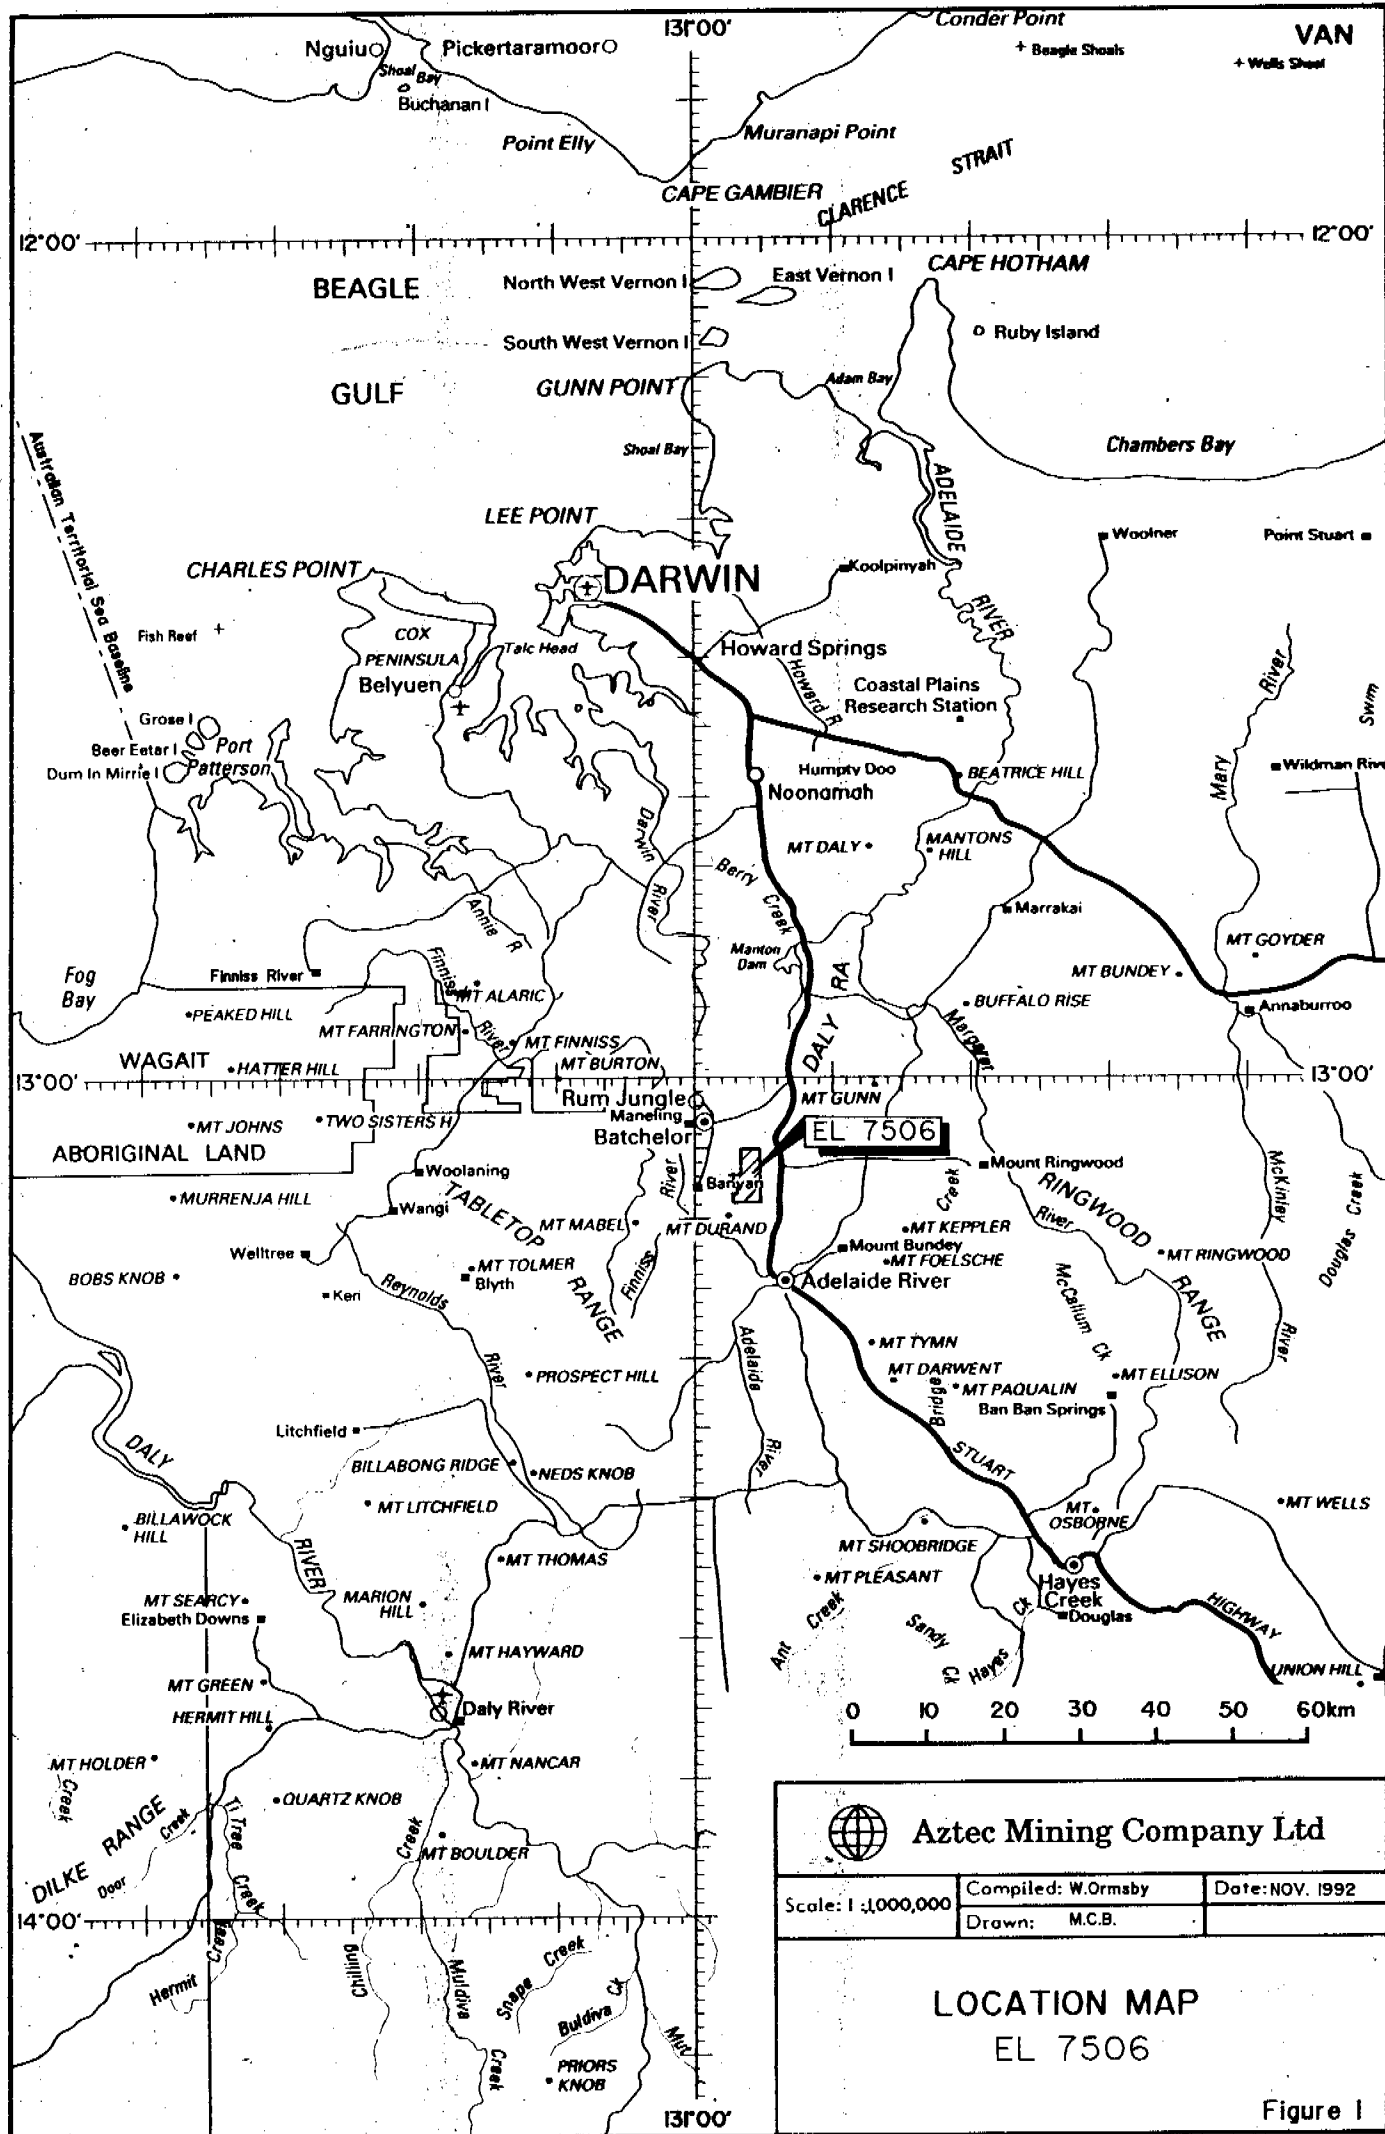 131°00'
Conder Point
VAN
Nguiu
Pickertaramoor
+ Beagle Shoals
+ Wells Shoal
Shoal Bay
Buchanan I
Point Elly
Muranapi Point
CLARENCE STRAIT
CAPE GAMBIER
12°00'
12°00'
BEAGLE
GULF
North West Vernon I
East Vernon I
CAPE HOTHAM
Ruby Island
South West Vernon I
GUNN POINT
Adam Bay
Australian Territorial Sea Baseline
Shoal Bay
Chambers Bay
ADELAIDE
RIVER
LEE POINT
Woolner
Point Stuart
CHARLES POINT
DARWIN
Koolpinyah
Fish Reef
COX
PENINSULA
Talc Head
Howard Springs
Belyuen
Howard R
Coastal Plains
Research Station
Mary
River
Swim
Grose I
Beer Eetar I
Port
Patterson
Dum In Mirrie I
Humpty Doo
BEATRICE HILL
Wildman Rive
Noonamah
Darwin
River
MT DALY
MANTONS
HILL
Berry
Creek
Annie R
Marrakai
Manton
Dam
MT GOYDER
Fog
Bay
Finniss River
Finniss
River
MT ALARIC
MT BUNDEY
BUFFALO RISE
Annaburroo
PEAKED HILL
MT FARRINGTON
MT FINNISS
DALY RA
Margaret
WAGAIT
HATTER HILL
MT BURTON
13°00'
13°00'
Rum Jungle
MT GUNN
Maneling
MT JOHNS
TWO SISTERS H
Batchelor
EL 7506
ABORIGINAL LAND
Woolaning
Banyan
Mount Ringwood
McKinley
River
Douglas Creek
MURRENJA HILL
Wangi
TABLETOP
RANGE
MT MABEL
River
Finniss
MT DURAND
Creek
MT KEPPLER
River
RINGWOOD
RANGE
Mount Bundey
Welltree
MT TOLMER
Blyth
MT FOELSCHE
MT RINGWOOD
BOBS KNOB
Keri
Reynolds
River
Adelaide River
McCallum Ck
Adelaide
River
MT TYMN
PROSPECT HILL
MT DARWENT
Bridge
MT PAQUALIN
MT ELLISON
Ban Ban Springs
Litchfield
DALY
RIVER
BILLABONG RIDGE
NEDS KNOB
STUART
HIGHWAY
MT LITCHFIELD
MT WELLS
BILLAWOCK
HILL
MT
OSBORNE
MT SHOOBRIDGE
MT THOMAS
MT PLEASANT
Hayes
Creek
MT SEARCY
MARION
HILL
Elizabeth Downs
Douglas
Ant Creek
Sandy Ck
Hayes Ck
MT HAYWARD
UNION HILL
MT GREEN
Daly River
HERMIT HILL
0 10 20 30 40 50 60km
MT HOLDER
MT NANCAR
Creek
QUARTZ KNOB
DILKE RANGE
Door Creek
Ti Tree
Creek
Creek
MT BOULDER
Aztec Mining Company Ltd
Scale: 1:1000,000
Compiled: W.Ormsby
Date: NOV. 1992
Drawn: M.C.B.
14°00'
Hermit
Creek
Chilling
Muldiva
Creek
Snape Creek
Buldiva Ck
Mut
PRIORS
KNOB
LOCATION MAP
EL 7506
131°00'
Figure 1